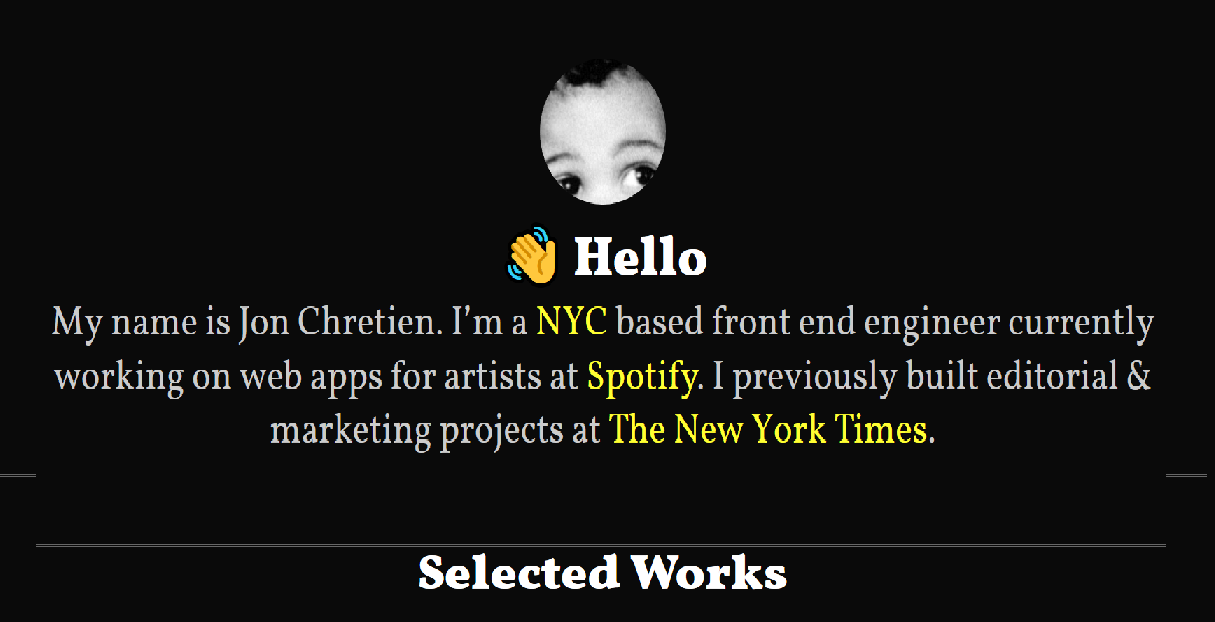 👋 Hello
My name is Jon Chretien. I’m a NYC based front end engineer currently
working on web apps for artists at Spotify. I previously built editorial &
marketing projects at The New York Times.
Selected Works